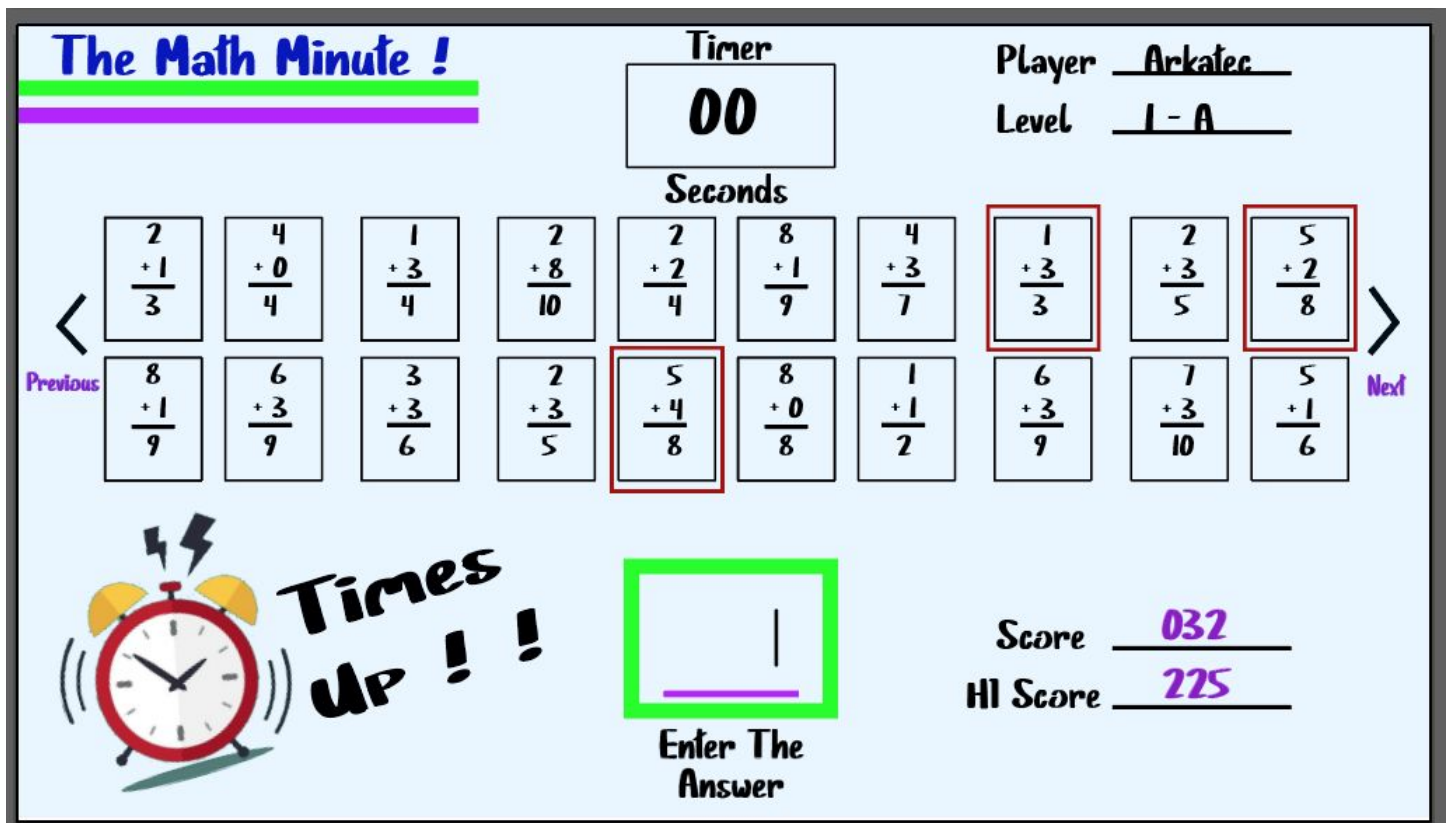 The Math Minute !
Timer
00
Seconds
Player Arkatec
Level 1 - A
2 4 1 2 2 8 4 1 2 5
+ 1 + 0 + 3 + 8 + 2 + 1 + 3 + 3 + 3 + 2
3 4 4 10 4 9 7 3 5 8
Previous
Next
8 6 3 2 5 8 1 6 7 5
+ 1 + 3 + 3 + 3 + 4 + 0 + 1 + 3 + 3 + 1
9 9 6 5 8 8 2 9 10 6
Times
Up ! !
Enter The
Answer
Score 032
HI Score 225